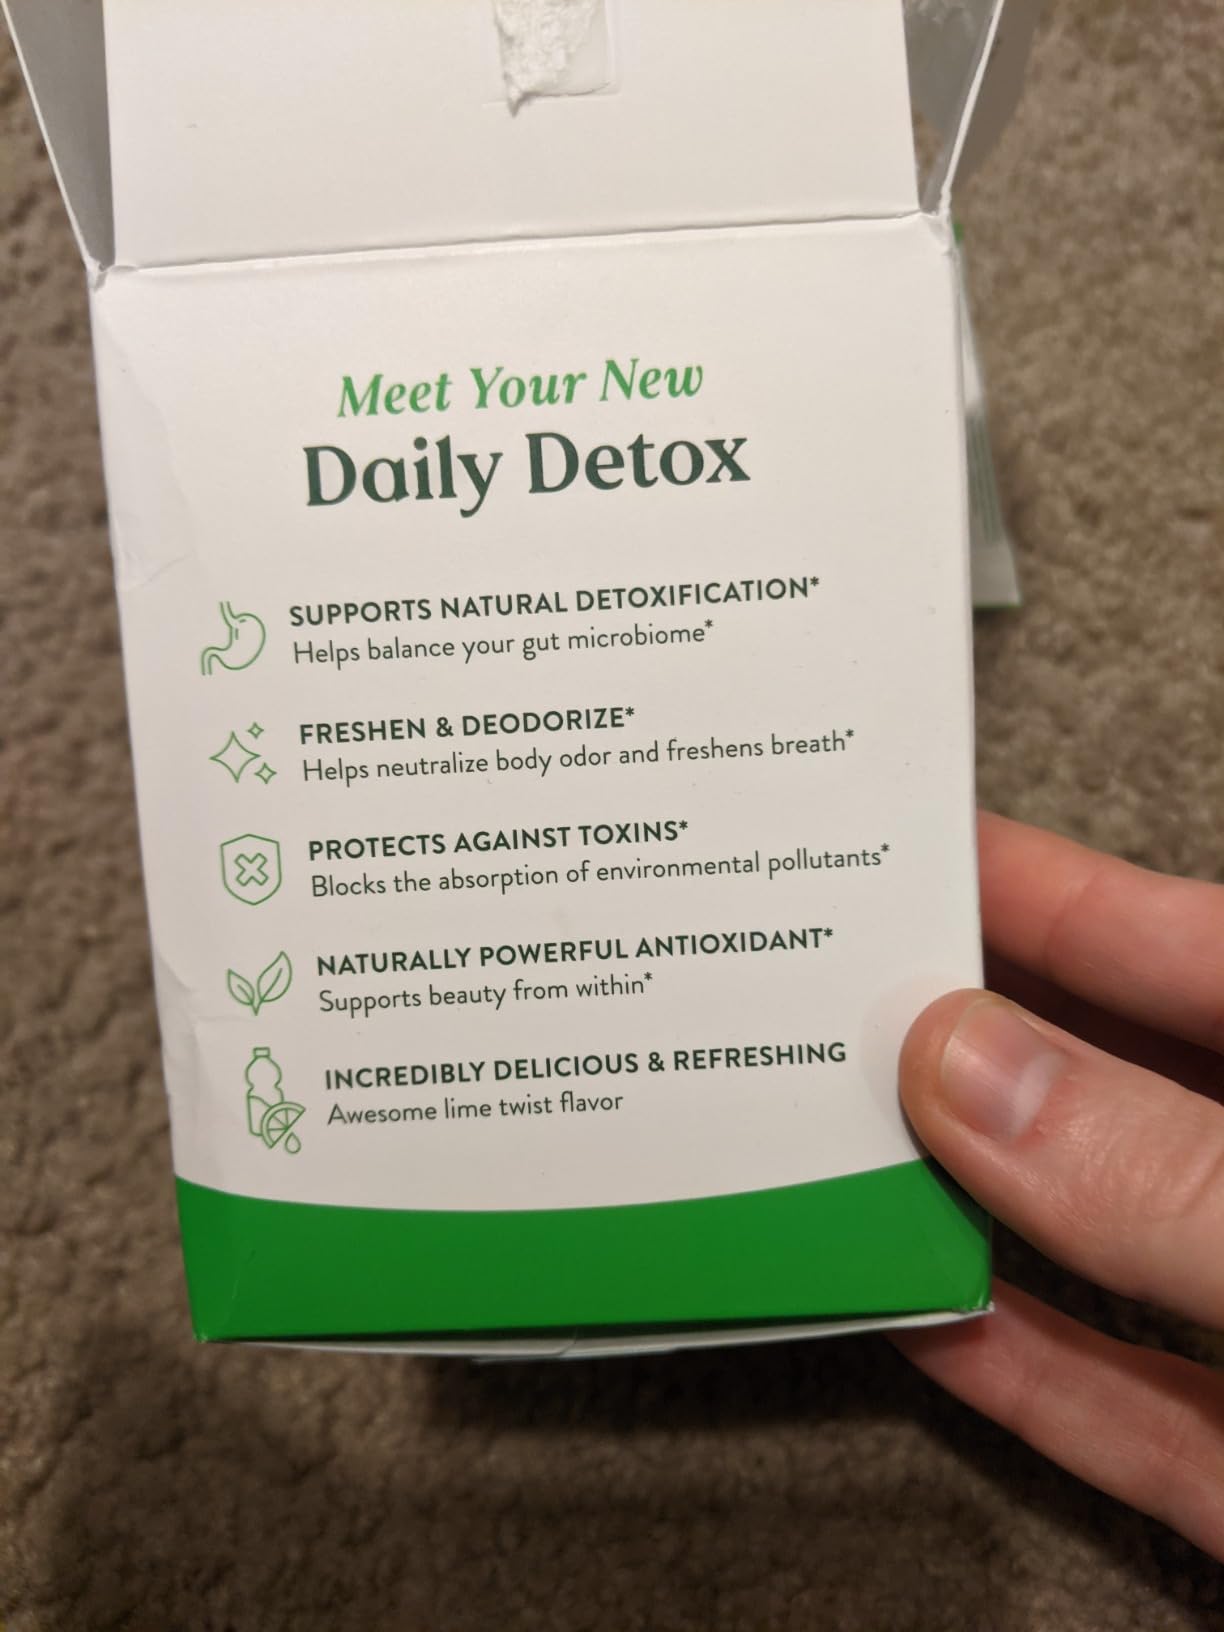 Meet Your New
Daily Detox
SUPPORTS NATURAL DETOXIFICATION*
Helps balance your gut microbiome*
FRESHEN & DEODORIZE*
Helps neutralize body odor and freshens breath*
PROTECTS AGAINST TOXINS*
Blocks the absorption of environmental pollutants*
NATURALLY POWERFUL ANTIOXIDANT*
Supports beauty from within*
INCREDIBLY DELICIOUS & REFRESHING
Awesome lime twist flavor